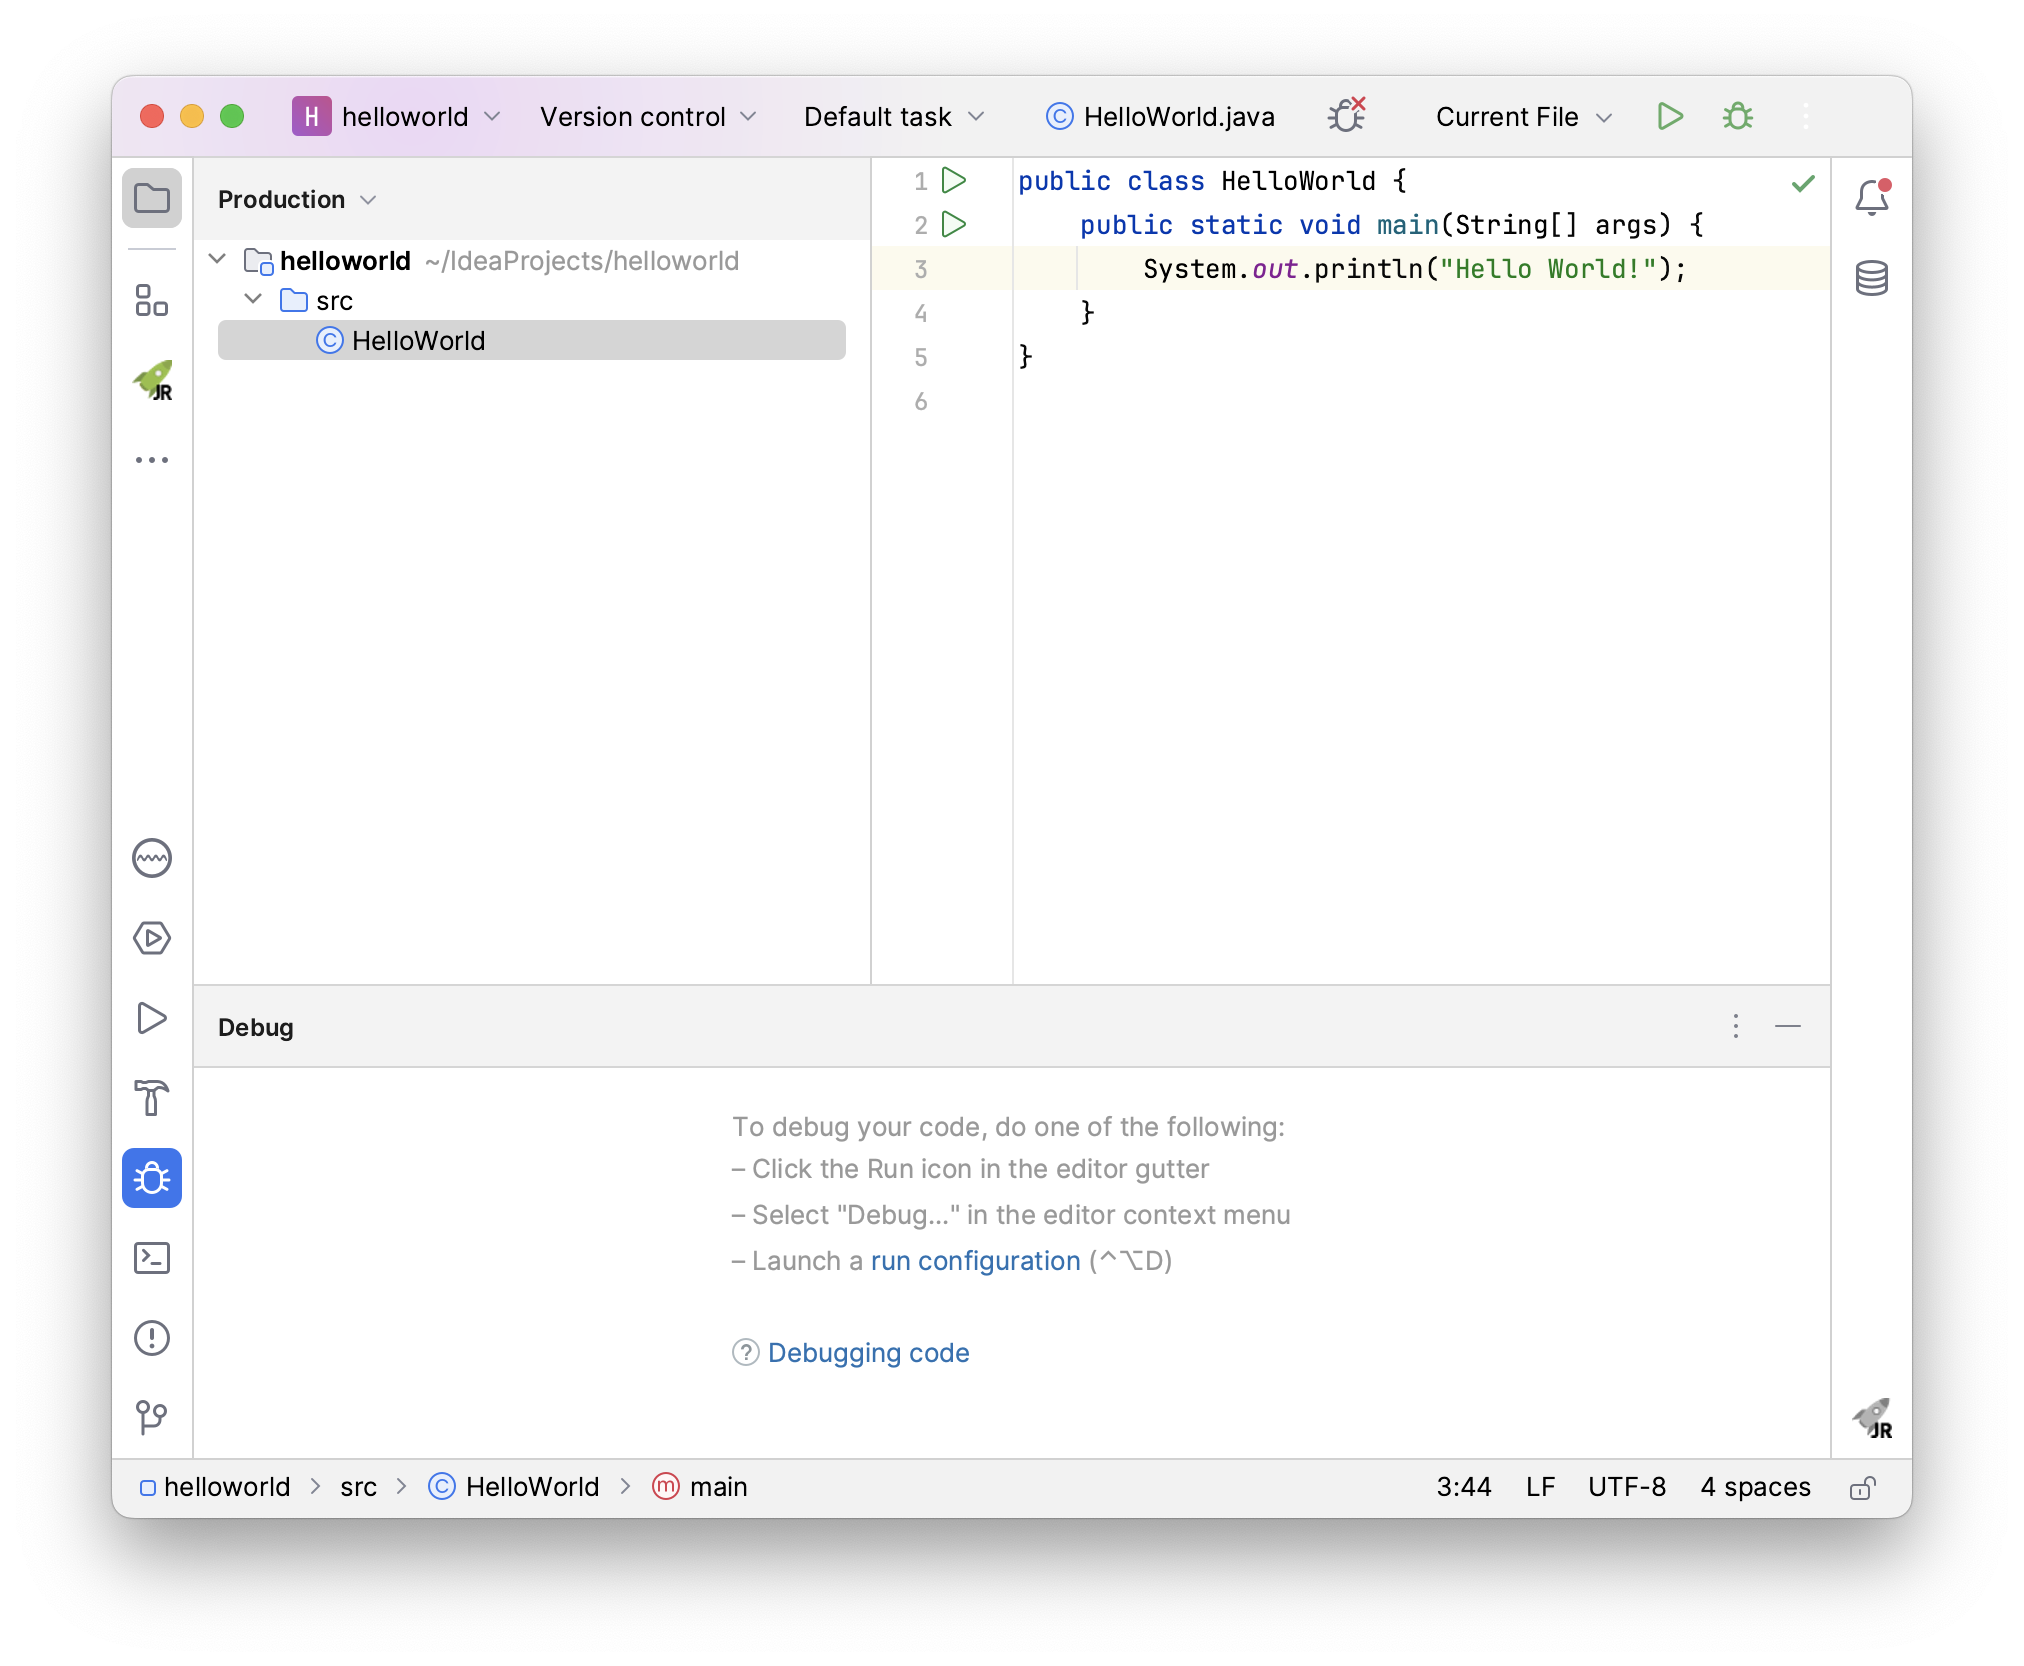 H helloworld Version control Default task C HelloWorld.java Current File
Production
helloworld ~/IdeaProjects/helloworld
src
C HelloWorld
JR
1 public class HelloWorld {
2 public static void main(String[] args) {
3 System.out.println("Hello World!");
4 }
5 }
6
Debug
To debug your code, do one of the following:
– Click the Run icon in the editor gutter
– Select "Debug..." in the editor context menu
– Launch a run configuration (^⌥D)
? Debugging code
JR
helloworld > src > C HelloWorld > m main 3:44 LF UTF-8 4 spaces